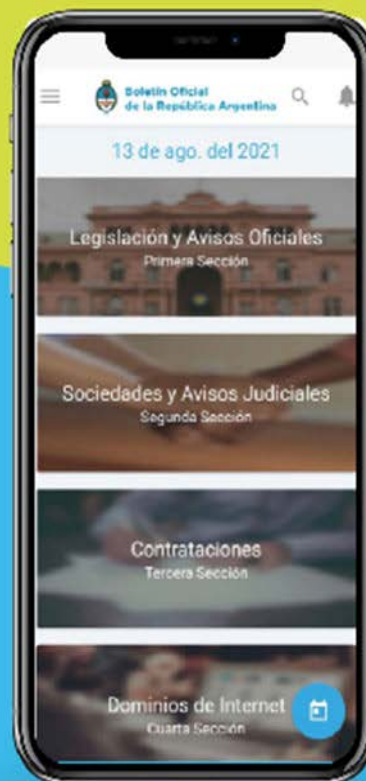 Boletín Oficial
de la República Argentina
13 de ago. del 2021
Legislación y Avisos Oficiales
Primera Sección
Sociedades y Avisos Judiciales
Segunda Sección
Contrataciones
Tercera Sección
Dominios de Internet
Cuarta Sección